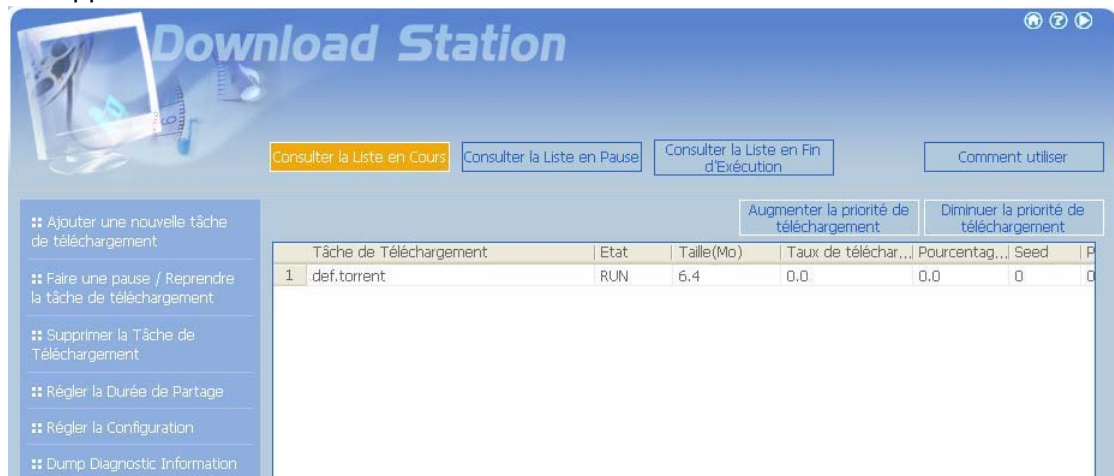 Download Station
Consulter la Liste en Cours
Consulter la Liste en Pause
Consulter la Liste en Fin
d'Exécution
Comment utiliser
:: Ajouter une nouvelle tâche
de téléchargement
:: Faire une pause / Reprendre
la tâche de téléchargement
:: Supprimer la Tâche de
Téléchargement
:: Régler la Durée de Partage
:: Régler la Configuration
:: Dump Diagnostic Information
Augmenter la priorité de
téléchargement
Diminuer la priorité de
téléchargement
Tâche de Téléchargement Etat Taille(Mo) Taux de téléchar... Pourcentag... Seed P
1 def.torrent RUN 6.4 0.0 0.0 0 0